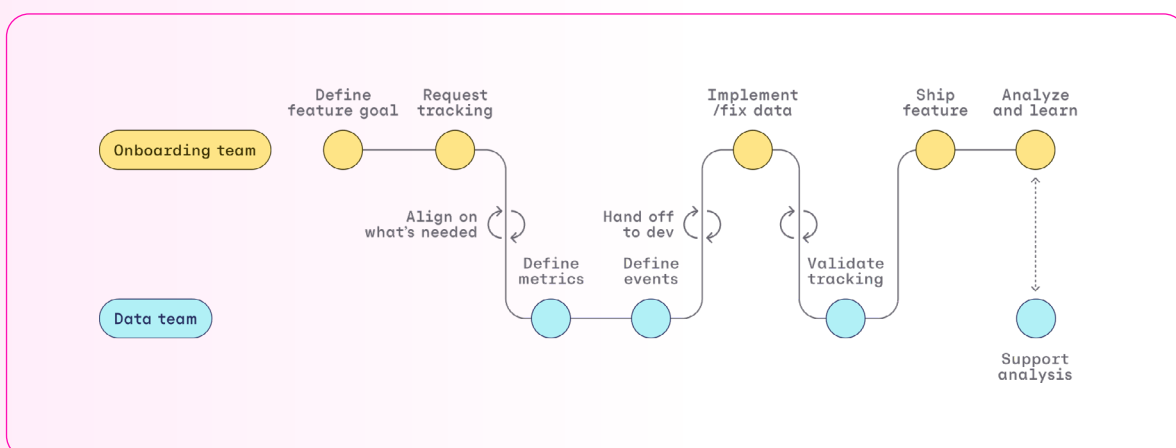 Define
feature goal
Request
tracking
Implement
/fix data
Ship
feature
Analyze
and learn
Onboarding team
Align on
what's needed
Hand off
to dev
Define
metrics
Define
events
Validate
tracking
Data team
Support
analysis